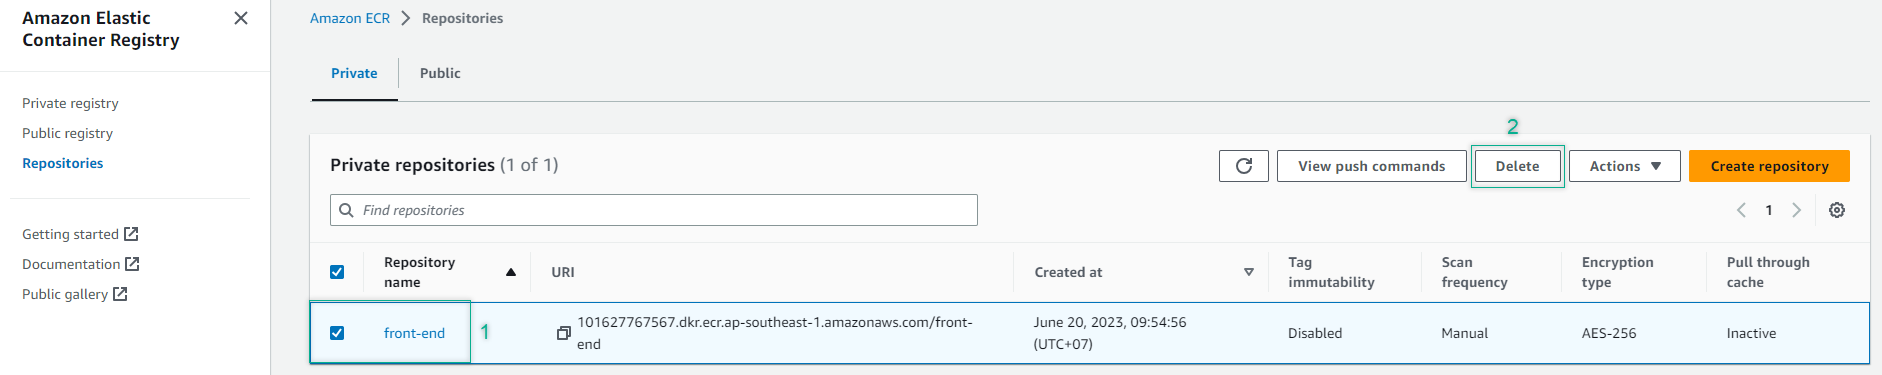 Amazon Elastic
Container Registry
Private registry
Public registry
Repositories
Getting started
Documentation
Public gallery
Amazon ECR > Repositories
Private
Public
2
Private repositories (1 of 1)
View push commands
Delete
Actions
Create repository
Find repositories
1
Repository
name
URI
Created at
Tag
immutability
Scan
frequency
Encryption
type
Pull through
cache
front-end
1
101627767567.dkr.ecr.ap-southeast-1.amazonaws.com/front-
end
June 20, 2023, 09:54:56
(UTC+07)
Disabled
Manual
AES-256
Inactive